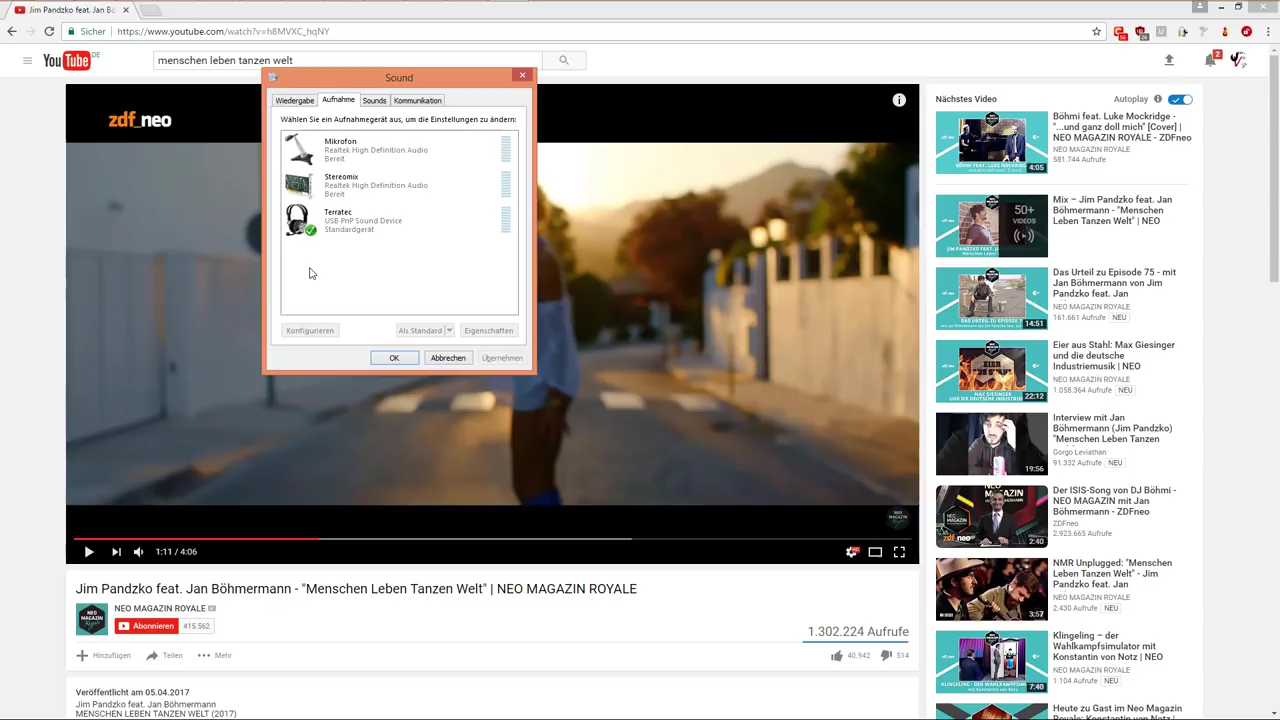 Jim Pandzko feat. Jan B
Sicher
https://www.youtube.com/watch?v=h8MVXC_hqNY
YouTube DE
menschen leben tanzen welt
2
zdf_neo
Sound
Wiedergabe
Aufnahme
Sounds
Kommunikation
Wählen Sie ein Aufnahmegerät aus, um die Einstellungen zu ändern:
Mikrofon
Realtek High Definition Audio
Bereit
Stereomix
Realtek High Definition Audio
Bereit
Terratec
USB PnP Sound Device
Standardgerät
Konfigurieren
Als Standard
Eigenschaften
OK
Abbrechen
Übernehmen
NEO
MAGAZIN
1:11 / 4:06
Jim Pandzko feat. Jan Böhmermann - "Menschen Leben Tanzen Welt" | NEO MAGAZIN ROYALE
NEO MAGAZIN ROYALE
Abonnieren
415.562
1.302.224 Aufrufe
Hinzufügen
Teilen
Mehr
40.942
514
Veröffentlicht am 05.04.2017
Jim Pandzko feat. Jan Böhmermann
MENSCHEN LEBEN TANZEN WELT (2017)
Nächstes Video
Autoplay
4:05
Böhmi feat. Luke Mockridge -
"...und ganz doll mich" [Cover] |
NEO MAGAZIN ROYALE - ZDFneo
NEO MAGAZIN ROYALE
581.744 Aufrufe
50+
VIDEOS
Mix – Jim Pandzko feat. Jan
Böhmermann - "Menschen
Leben Tanzen Welt" | NEO
14:51
Das Urteil zu Episode 75 - mit
Jan Böhmermann von Jim
Pandzko feat. Jan
NEO MAGAZIN ROYALE
161.661 Aufrufe
NEU
22:12
Eier aus Stahl: Max Giesinger
und die deutsche
Industriemusik | NEO
NEO MAGAZIN ROYALE
1.058.364 Aufrufe
NEU
19:56
Interview mit Jan
Böhmermann (Jim Pandzko)
"Menschen Leben Tanzen
Gorgo Leviathan
91.332 Aufrufe
NEU
zdf_neo
2:40
Der ISIS-Song von DJ Böhmi -
NEO MAGAZIN mit Jan
Böhmermann - ZDFneo
ZDFneo
2.923.665 Aufrufe
3:57
NMR Unplugged: "Menschen
Leben Tanzen Welt" - Jim
Pandzko feat. Jan
NEO MAGAZIN ROYALE
2.430 Aufrufe
NEU
7:40
Klingeling – der
Wahlkampfsimulator mit
Konstantin von Notz | NEO
NEO MAGAZIN ROYALE
1.104 Aufrufe
NEU
Heute zu Gast im Neo Magazin
Royale: Konstantin von Notz |